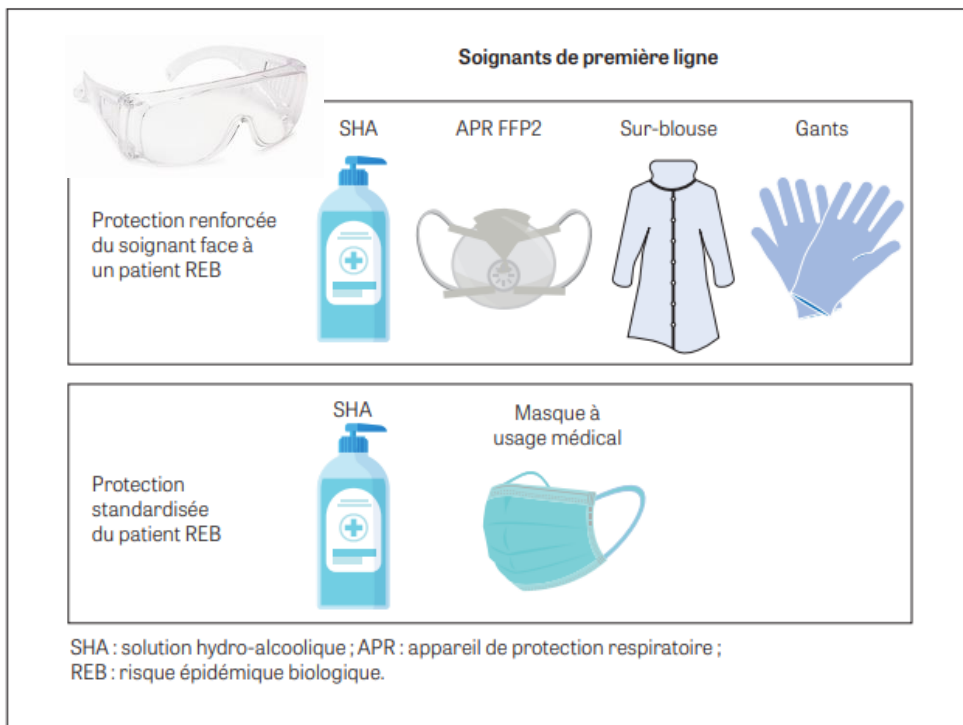 Soignants de première ligne
SHA
APR FFP2
Sur-blouse
Gants
Protection renforcée
du soignant face à
un patient REB
SHA
Masque à
usage médical
Protection
standardisée
du patient REB
SHA : solution hydro-alcoolique ; APR : appareil de protection respiratoire ;
REB : risque épidémique biologique.